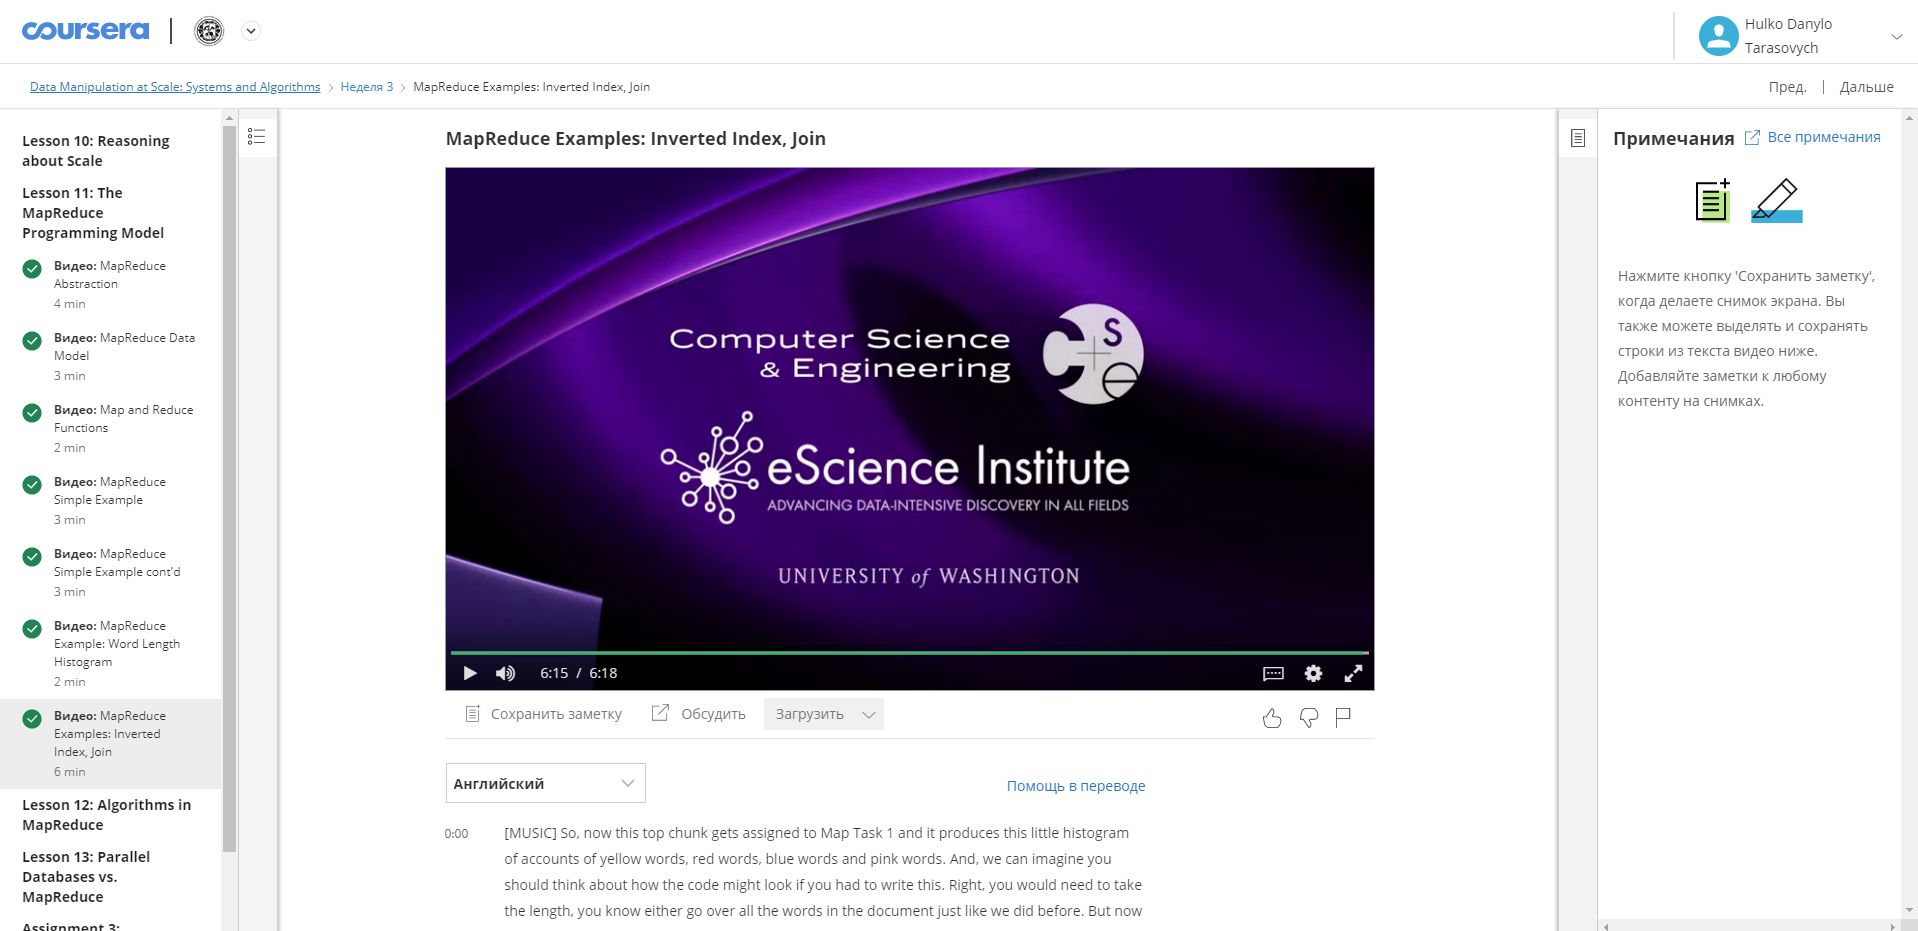 coursera
Hulko Danylo
Tarasovych
Data Manipulation at Scale: Systems and Algorithms
Неделя 3
MapReduce Examples: Inverted Index, Join
Пред.
Дальше
Lesson 10: Reasoning
about Scale
Lesson 11: The
MapReduce
Programming Model
Видео: MapReduce
Abstraction
4 min
Видео: MapReduce Data
Model
3 min
Видео: Map and Reduce
Functions
2 min
Видео: MapReduce
Simple Example
3 min
Видео: MapReduce
Simple Example cont'd
3 min
Видео: MapReduce
Example: Word Length
Histogram
2 min
Видео: MapReduce
Examples: Inverted
Index, Join
6 min
Lesson 12: Algorithms in
MapReduce
Lesson 13: Parallel
Databases vs.
MapReduce
Assignment 3:
MapReduce Examples: Inverted Index, Join
Computer Science
& Engineering
C S e
eScience Institute
ADVANCING DATA-INTENSIVE DISCOVERY IN ALL FIELDS
UNIVERSITY of WASHINGTON
6:15 / 6:18
Сохранить заметку
Обсудить
Загрузить
Английский
Помощь в переводе
0:00
[MUSIC] So, now this top chunk gets assigned to Map Task 1 and it produces this little histogram
of accounts of yellow words, red words, blue words and pink words. And, we can imagine you
should think about how the code might look if you had to write this. Right, you would need to take
the length, you know either go over all the words in the document just like we did before. But now
Примечания
Все примечания
Нажмите кнопку 'Сохранить заметку',
когда делаете снимок экрана. Вы
также можете выделять и сохранять
строки из текста видео ниже.
Добавляйте заметки к любому
контенту на снимках.